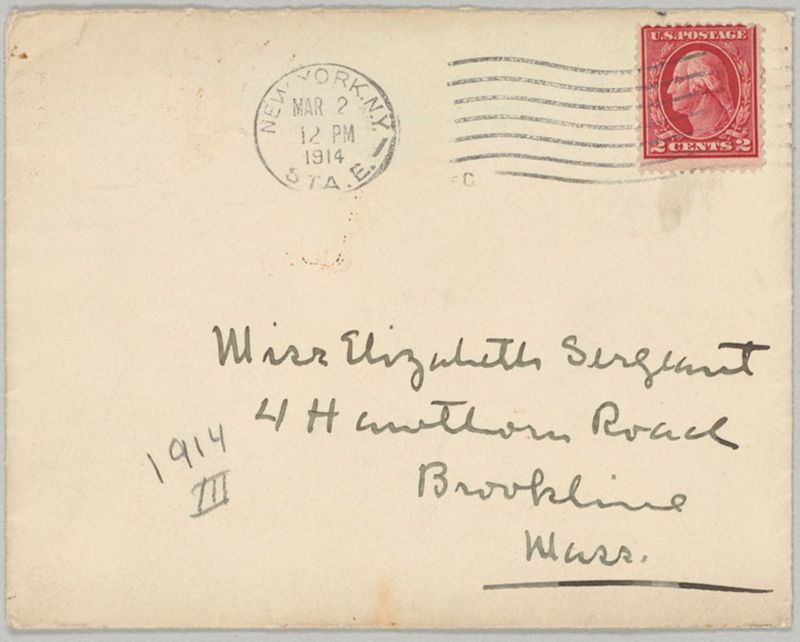 U.S. POSTAGE
2 CENTS 2
NEW YORK, N.Y.
MAR 2
12 PM
1914
STA. E.
Miss Elizabeth Sergeant
4 Hawthorn Road
Brookline
Mass.
1914
III